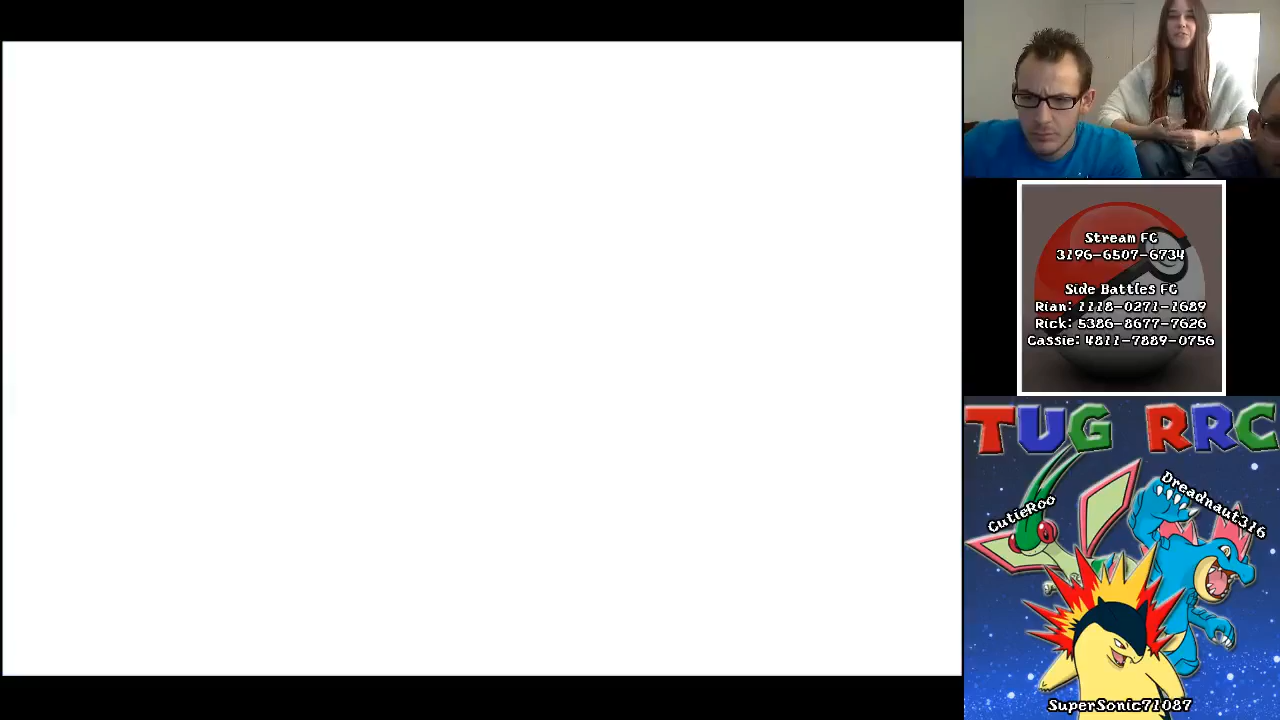 Stream FC
3196-6507-6734
Side Battles FC
Rian: 1118-0271-1689
Rick: 5386-8677-7626
Cassie: 4811-7889-0756
TUG RRC
CutieRoo
Dreadnaut316
SuperSonic71087